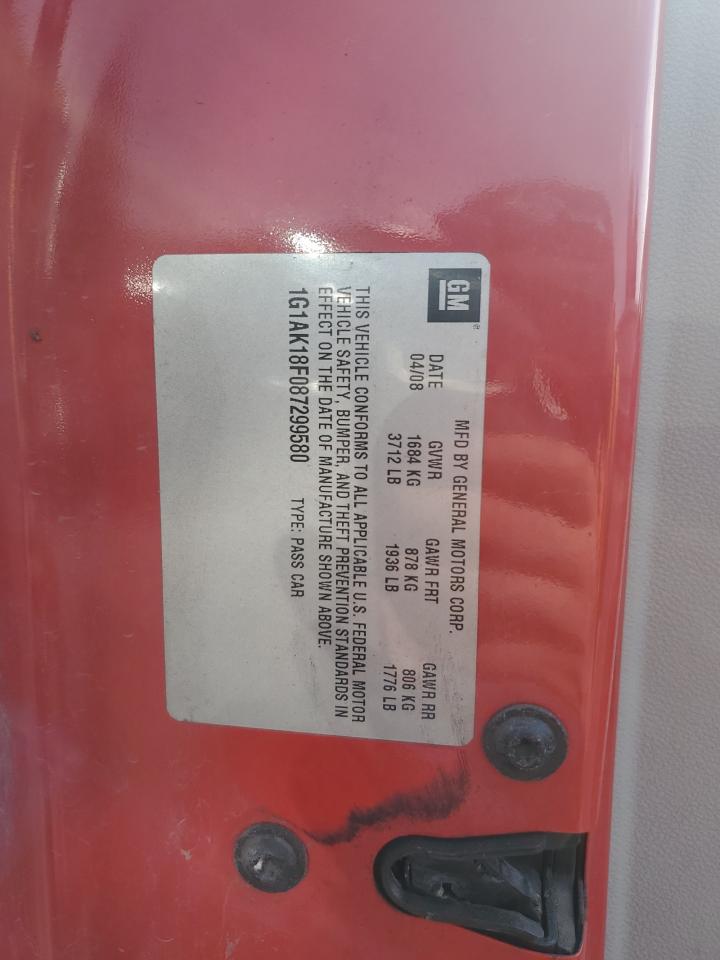 GM®
MFD BY GENERAL MOTORS CORP.
DATE GVWR GAWR FRT GAWR RR
04/08 1684 KG 878 KG 806 KG
3712 LB 1936 LB 1776 LB
THIS VEHICLE CONFORMS TO ALL APPLICABLE U.S. FEDERAL MOTOR
VEHICLE SAFETY, BUMPER, AND THEFT PREVENTION STANDARDS IN
EFFECT ON THE DATE OF MANUFACTURE SHOWN ABOVE.
1G1AK18F087299580 TYPE: PASS CAR